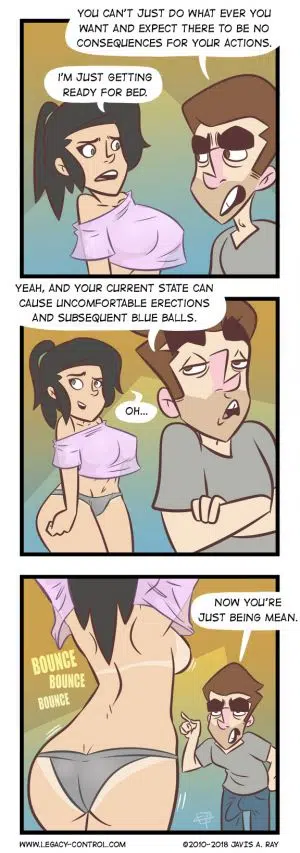 YOU CAN'T JUST DO WHAT EVER YOU
WANT AND EXPECT THERE TO BE NO
CONSEQUENCES FOR YOUR ACTIONS.
I'M JUST GETTING
READY FOR BED.
YEAH, AND YOUR CURRENT STATE CAN
CAUSE UNCOMFORTABLE ERECTIONS
AND SUBSEQUENT BLUE BALLS.
OH...
NOW YOU'RE
JUST BEING MEAN.
BOUNCE
BOUNCE
BOUNCE
WWW.LEGACY-CONTROL.COM
©2010-2018 JAVIS A. RAY